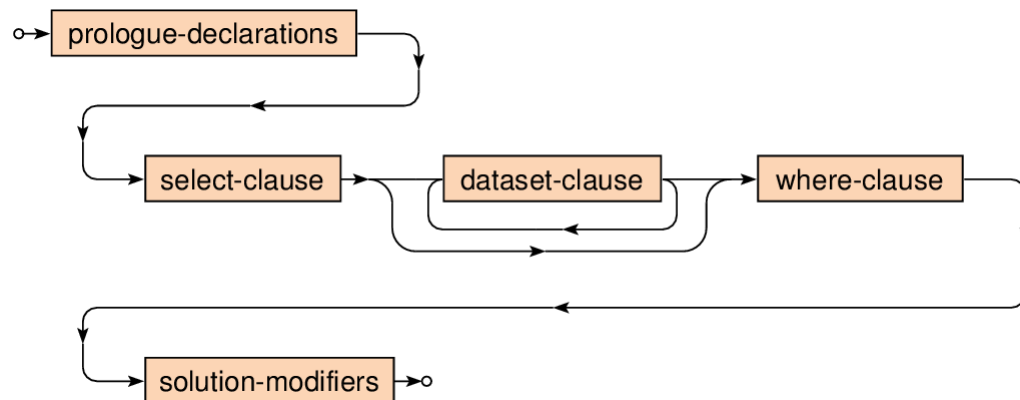 prologue-declarations
select-clause dataset-clause where-clause
solution-modifiers